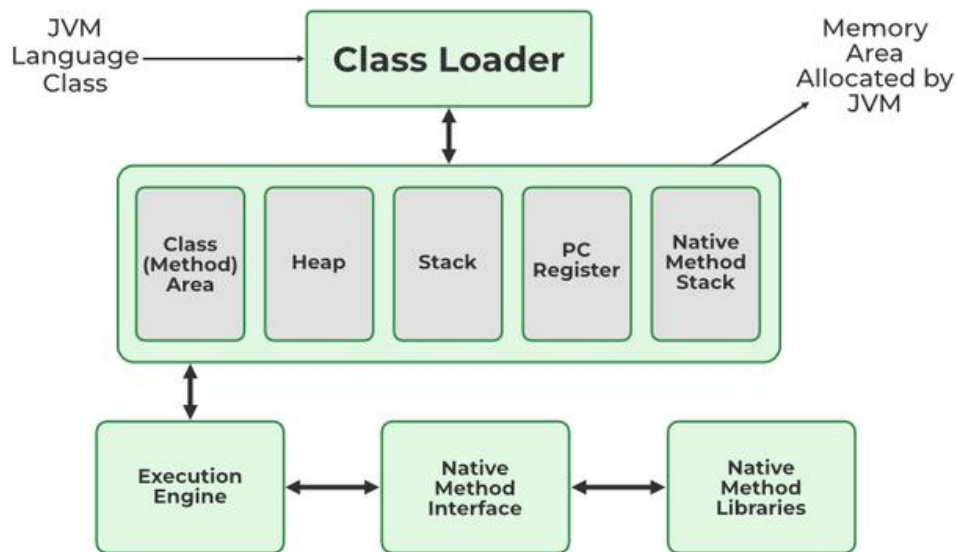 JVM
Language
Class
Class Loader
Memory
Area
Allocated by
JVM
Class
(Method)
Area
Heap
Stack
PC
Register
Native
Method
Stack
Execution
Engine
Native
Method
Interface
Native
Method
Libraries